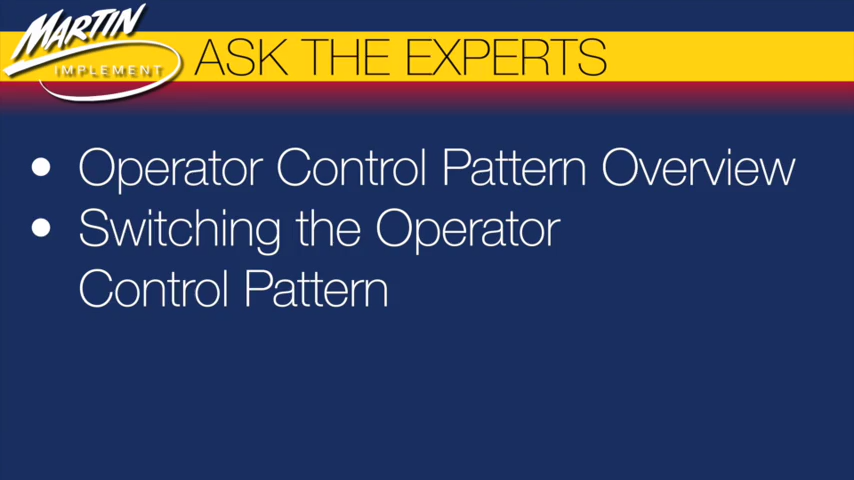 MARTIN
IMPLEMENT
ASK THE EXPERTS
• Operator Control Pattern Overview
• Switching the Operator
Control Pattern